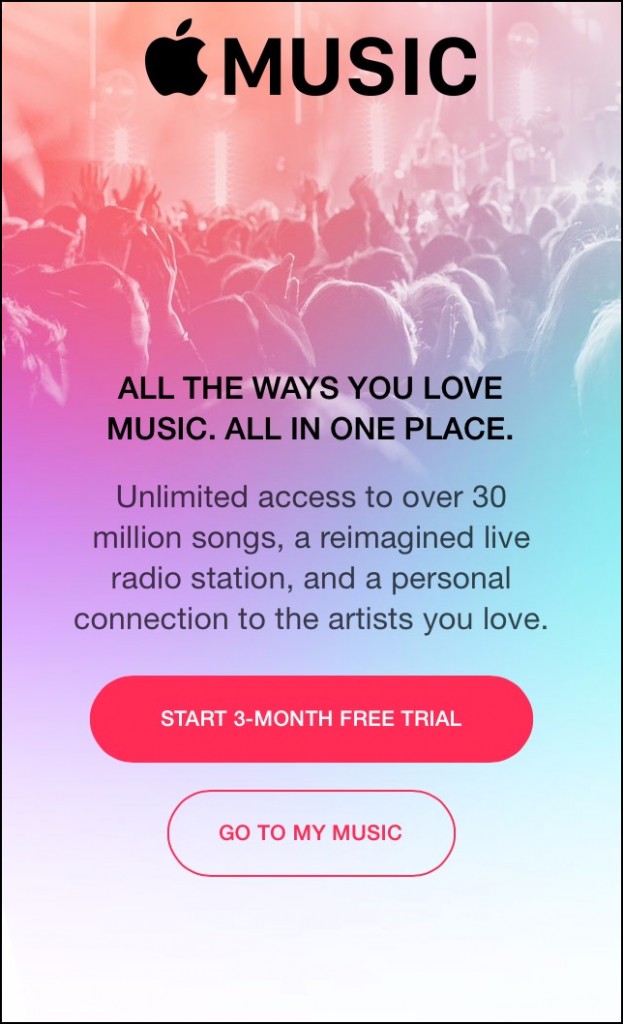 MUSIC
ALL THE WAYS YOU LOVE
MUSIC. ALL IN ONE PLACE.
Unlimited access to over 30
million songs, a reimagined live
radio station, and a personal
connection to the artists you love.
START 3-MONTH FREE TRIAL
GO TO MY MUSIC